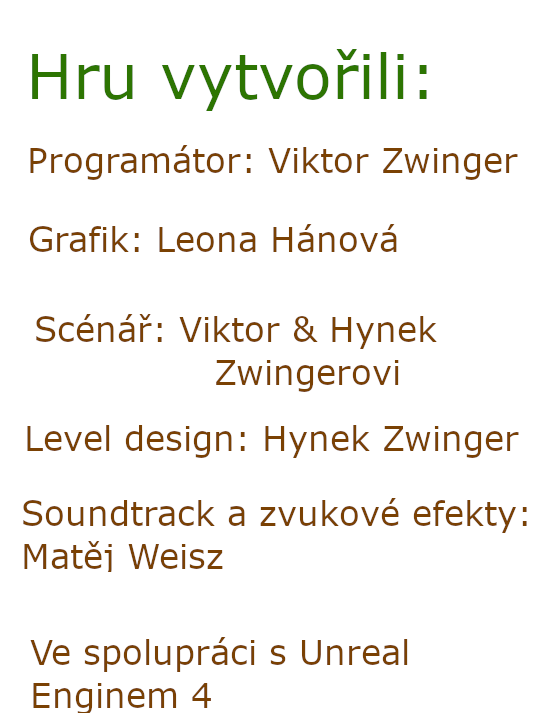 Hru vytvořili:
Programátor: Viktor Zwinger
Grafik: Leona Hánová
Scénář: Viktor & Hynek
Zwingerovi
Level design: Hynek Zwinger
Soundtrack a zvukové efekty:
Matěj Weisz
Ve spolupráci s Unreal
Enginem 4